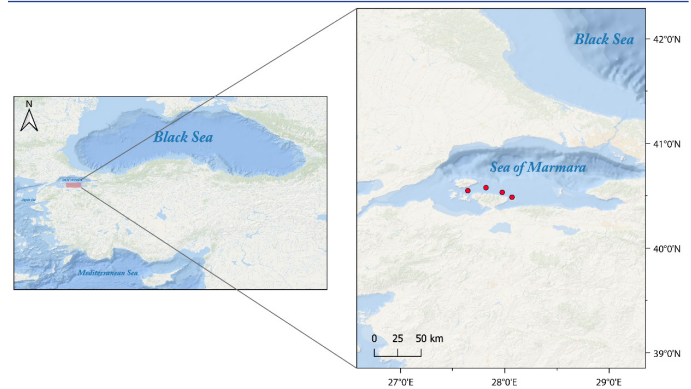 N
Black Sea
Mediterranean Sea
Black Sea
Sea of Marmara
42°0'N
41°0'N
40°0'N
39°0'N
0 25 50 km
27°0'E 28°0'E 29°0'E